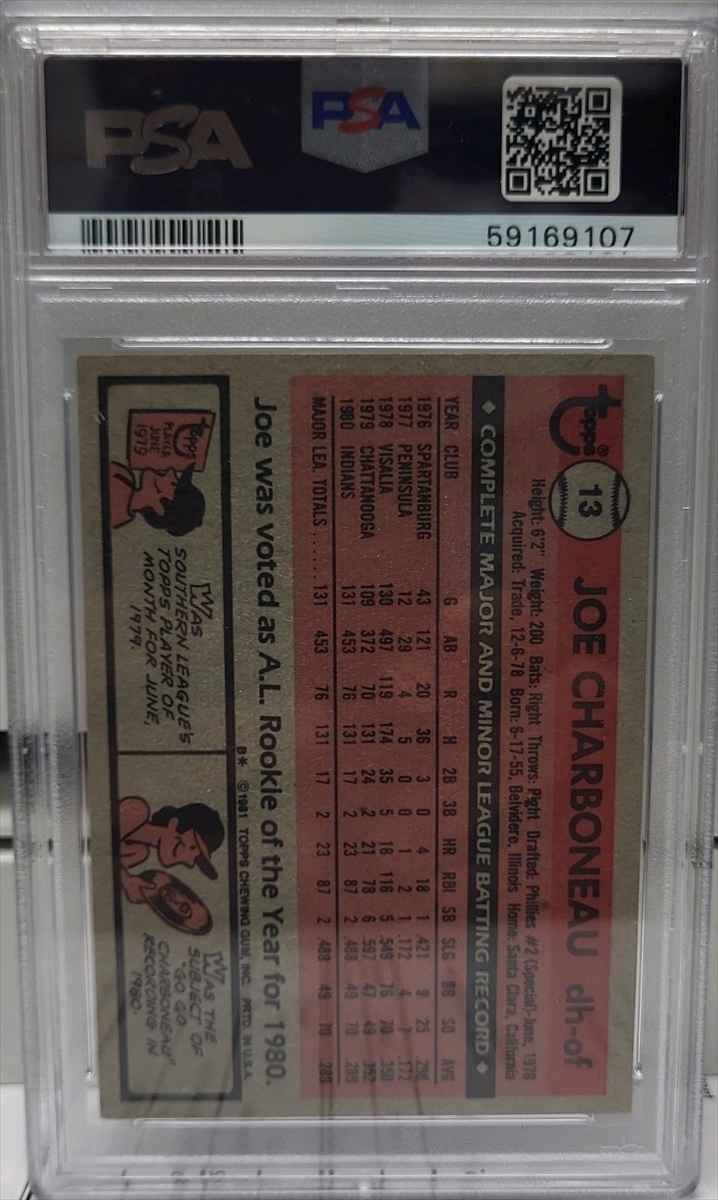 PSA
PSA
59169107
topps®
13
JOE CHARBONEAU dh-of
Height: 6'2" Weight: 200 Bats: Right Throws: Right Drafted: Phillies #2 (Special)-June, 1976
Acquired: Trade, 12-6-78 Born: 6-17-55, Belvidere, Illinois Home: Santa Clara, California
◆ COMPLETE MAJOR AND MINOR LEAGUE BATTING RECORD ◆
YEAR CLUB G AB R H 2B 3B HR RBI SB SLG BB SO AVG
1976 SPARTANBURG 43 121 20 36 3 0 4 18 1 .421 9 25 .298
1977 PENINSULA 12 29 4 5 0 0 1 2 1 .172 4 7 .172
1978 VISALIA 130 497 119 174 35 5 18 116 5 .549 76 70 .350
1979 CHATTANOOGA 109 372 70 131 24 2 21 78 6 .597 47 49 .352
1980 INDIANS 131 453 76 131 17 2 23 87 2 .488 49 70 .289
MAJOR LEA. TOTALS ...... 131 453 76 131 17 2 23 87 2 .488 49 70 .289
Joe was voted as A.L. Rookie of the Year for 1980.
B* ©1981 TOPPS CHEWING GUM, INC. PRTD. IN U.S.A.
topps
PLAYER
JUNE
1979
WAS
SOUTHERN LEAGUE'S
TOPPS PLAYER OF
MONTH FOR JUNE,
1979.
WAS THE
SUBJECT OF
"GO GO
CHARBONEAU"
RECORDING IN
1980.